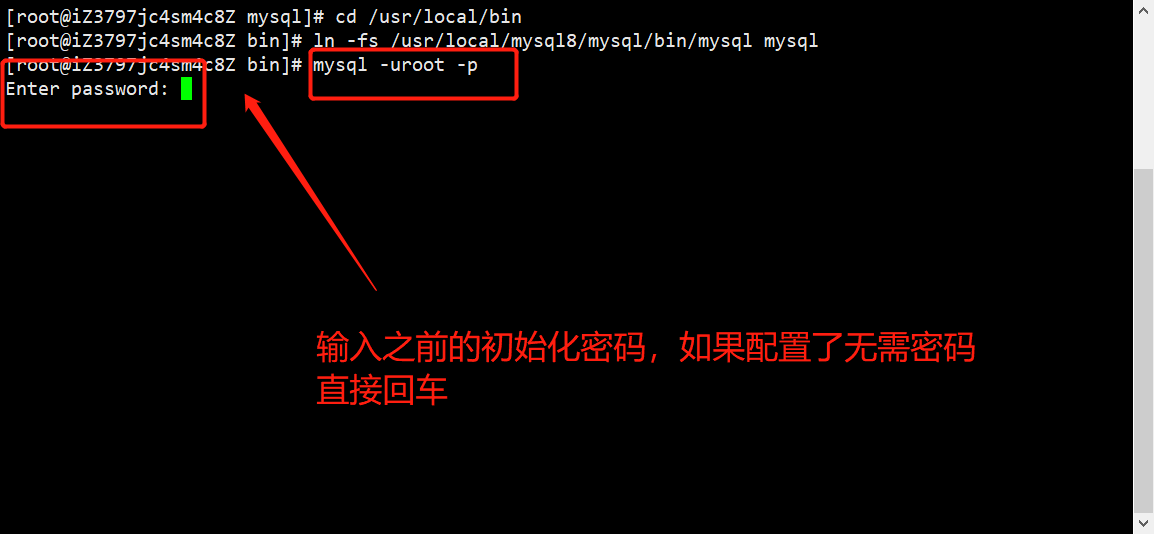 [root@iZ3797jc4sm4c8Z mysql]# cd /usr/local/bin
[root@iZ3797jc4sm4c8Z bin]# ln -fs /usr/local/mysql8/mysql/bin/mysql mysql
[root@iZ3797jc4sm4c8Z bin]# mysql -uroot -p
Enter password:
输入之前的初始化密码，如果配置了无需密码
直接回车